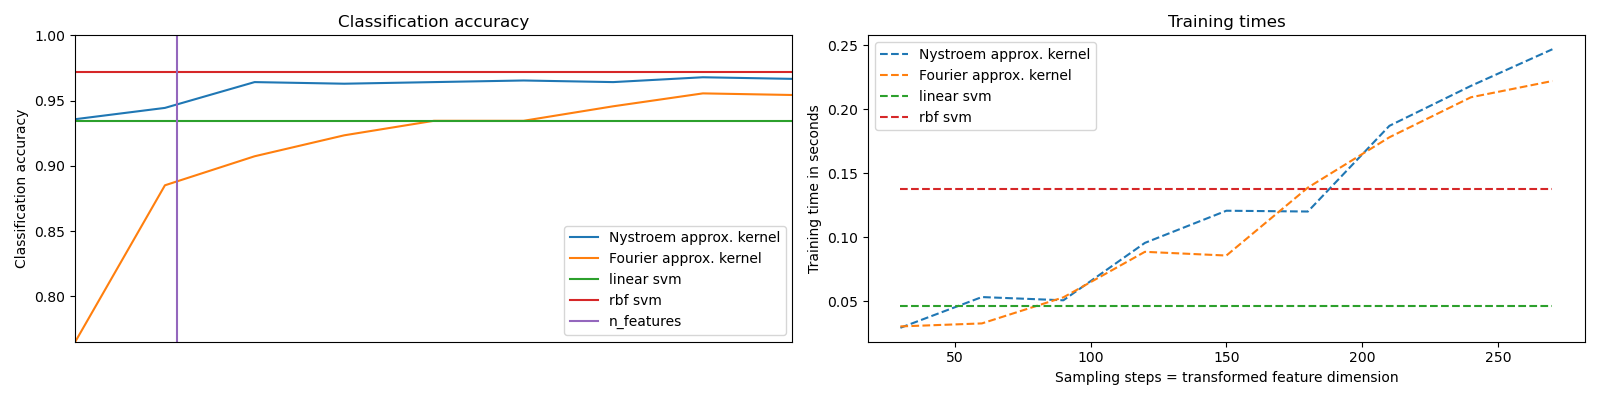 Classification accuracy
Classification accuracy
1.00
0.95
0.90
0.85
0.80
Nystroem approx. kernel
Fourier approx. kernel
linear svm
rbf svm
n_features
Training times
Training time in seconds
0.25
0.20
0.15
0.10
0.05
Nystroem approx. kernel
Fourier approx. kernel
linear svm
rbf svm
50 100 150 200 250
Sampling steps = transformed feature dimension